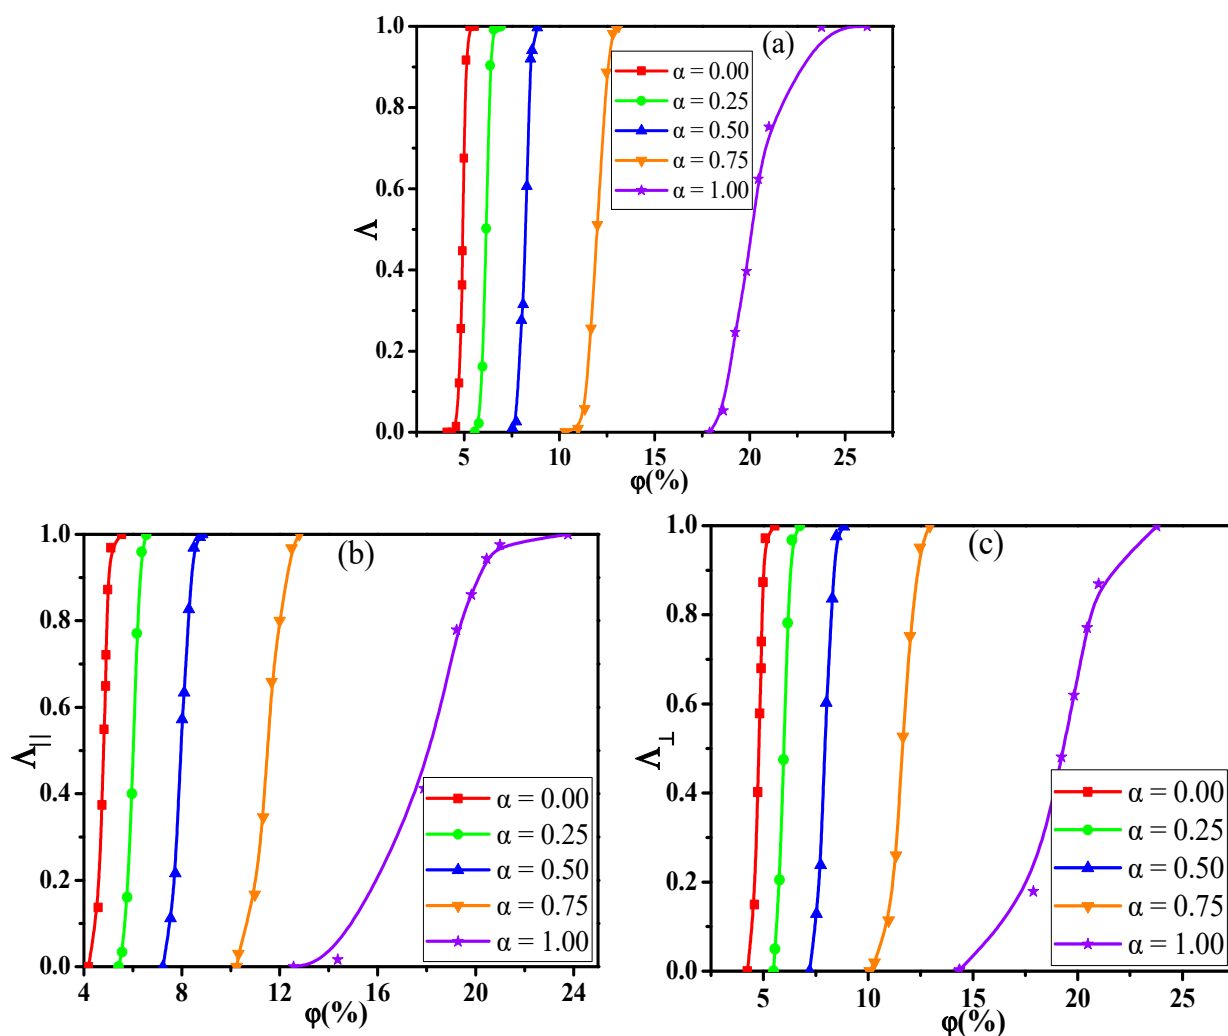 (a)
1.0
0.8
0.6
0.4
0.2
0.0
Λ
α = 0.00
α = 0.25
α = 0.50
α = 0.75
α = 1.00
5 10 15 20 25
φ(%)
(b)
1.0
0.8
0.6
0.4
0.2
0.0
Λ||
α = 0.00
α = 0.25
α = 0.50
α = 0.75
α = 1.00
4 8 12 16 20 24
φ(%)
(c)
1.0
0.8
0.6
0.4
0.2
0.0
Λ⊥
α = 0.00
α = 0.25
α = 0.50
α = 0.75
α = 1.00
5 10 15 20 25
φ(%)